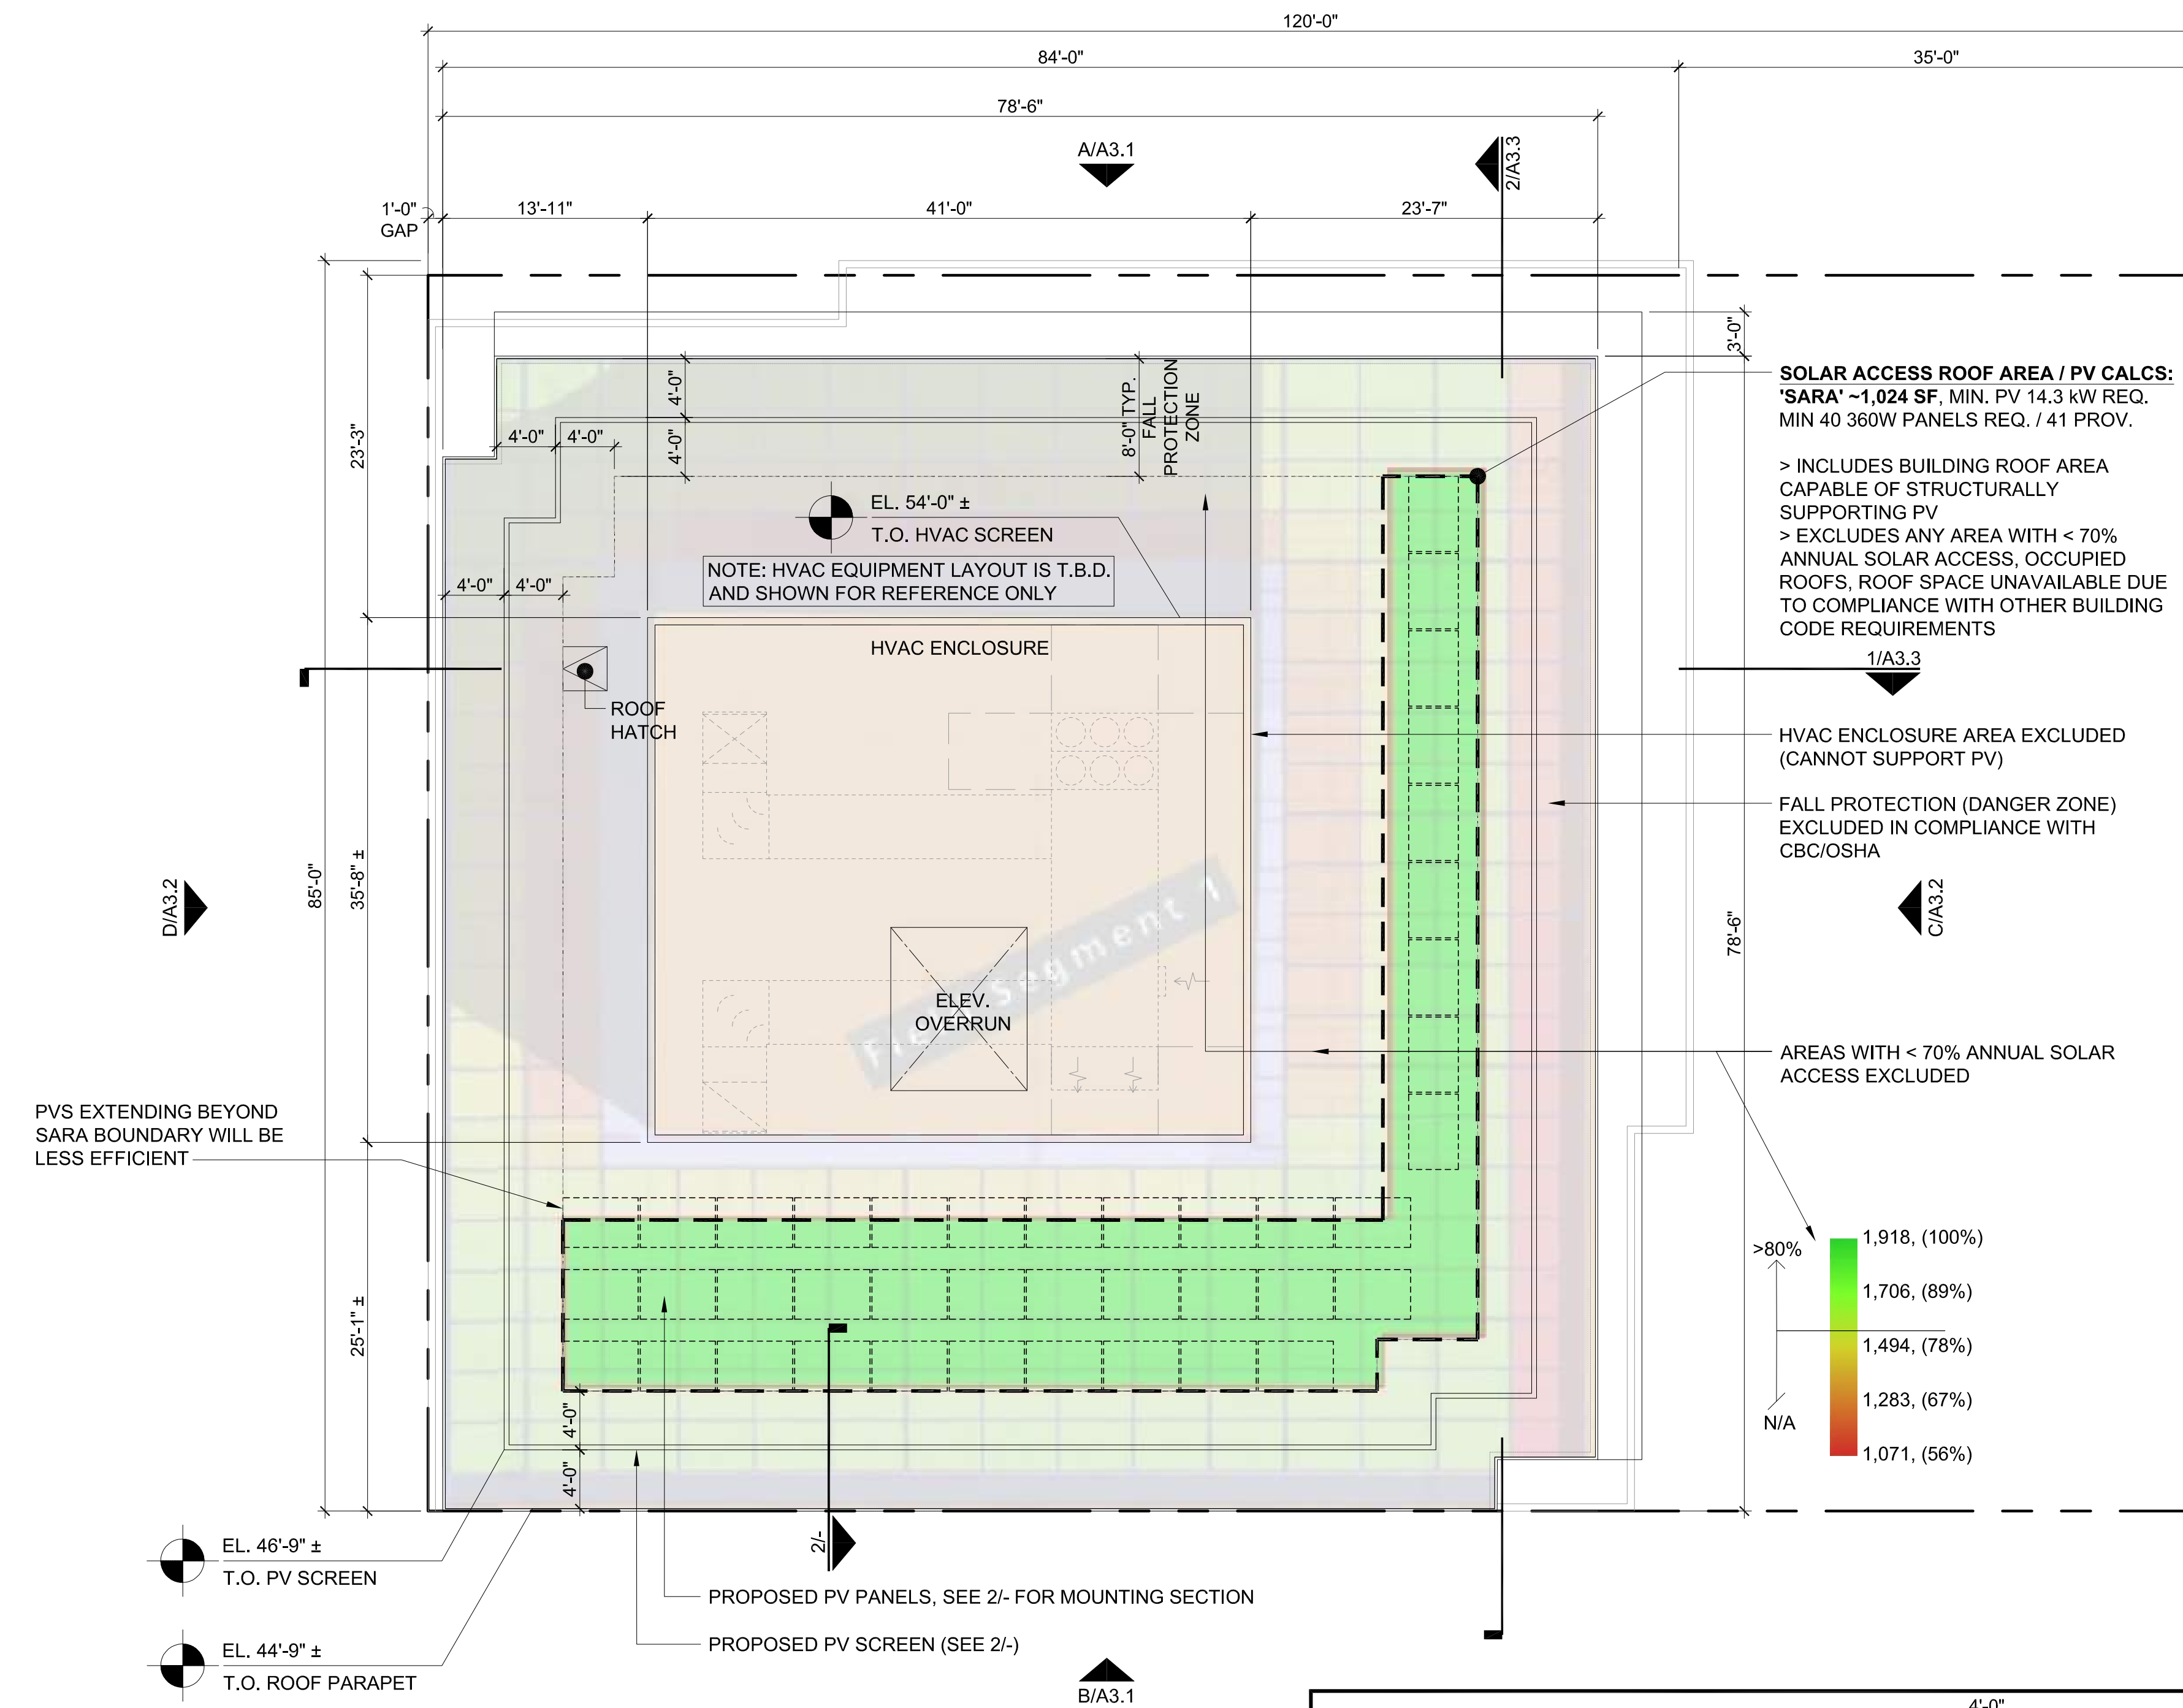 120'-0"
84'-0"
35'-0"
78'-6"
A/A3.1
2/A3.3
1'-0"
GAP
13'-11"
41'-0"
23'-7"
3'-0"
23'-3"
4'-0"
4'-0"
8'-0" TYP.
FALL
PROTECTION
ZONE
4'-0"
4'-0"
SOLAR ACCESS ROOF AREA / PV CALCS:
'SARA' ~1,024 SF, MIN. PV 14.3 kW REQ.
MIN 40 360W PANELS REQ. / 41 PROV.
> INCLUDES BUILDING ROOF AREA
CAPABLE OF STRUCTURALLY
SUPPORTING PV
> EXCLUDES ANY AREA WITH < 70%
ANNUAL SOLAR ACCESS, OCCUPIED
ROOFS, ROOF SPACE UNAVAILABLE DUE
TO COMPLIANCE WITH OTHER BUILDING
CODE REQUIREMENTS
EL. 54'-0" ±
T.O. HVAC SCREEN
NOTE: HVAC EQUIPMENT LAYOUT IS T.B.D.
AND SHOWN FOR REFERENCE ONLY
4'-0"
4'-0"
HVAC ENCLOSURE
1/A3.3
ROOF
HATCH
HVAC ENCLOSURE AREA EXCLUDED
(CANNOT SUPPORT PV)
FALL PROTECTION (DANGER ZONE)
EXCLUDED IN COMPLIANCE WITH
CBC/OSHA
D/A3.2
85'-0"
35'-8" ±
78'-6"
C/A3.2
Field Segment 1
ELEV.
OVERRUN
AREAS WITH < 70% ANNUAL SOLAR
ACCESS EXCLUDED
PVS EXTENDING BEYOND
SARA BOUNDARY WILL BE
LESS EFFICIENT
25'-1" ±
>80%
N/A
1,918, (100%)
1,706, (89%)
1,494, (78%)
1,283, (67%)
1,071, (56%)
4'-0"
4'-0"
EL. 46'-9" ±
T.O. PV SCREEN
2/-
PROPOSED PV PANELS, SEE 2/- FOR MOUNTING SECTION
PROPOSED PV SCREEN (SEE 2/-)
EL. 44'-9" ±
T.O. ROOF PARAPET
B/A3.1
4'-0"